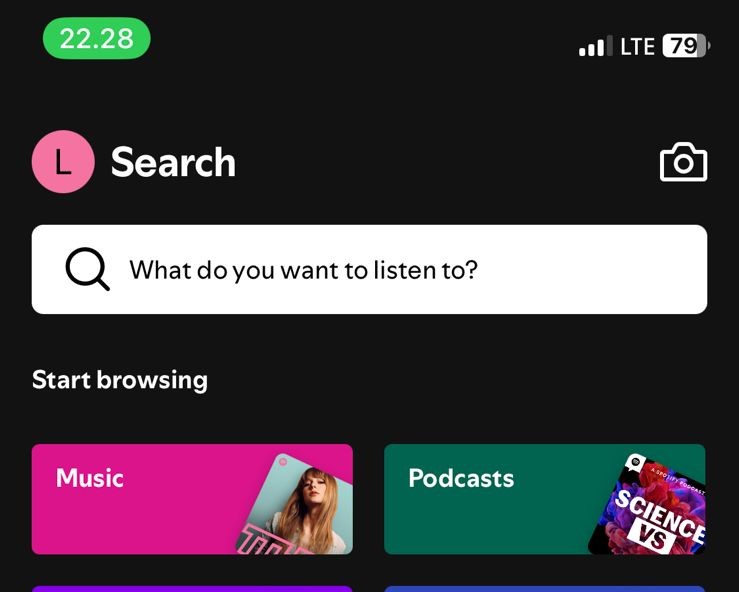 22.28
LTE 79
L Search
What do you want to listen to?
Start browsing
Music
Podcasts
A SPOTIFY PODCAST
SCIENCE
VS